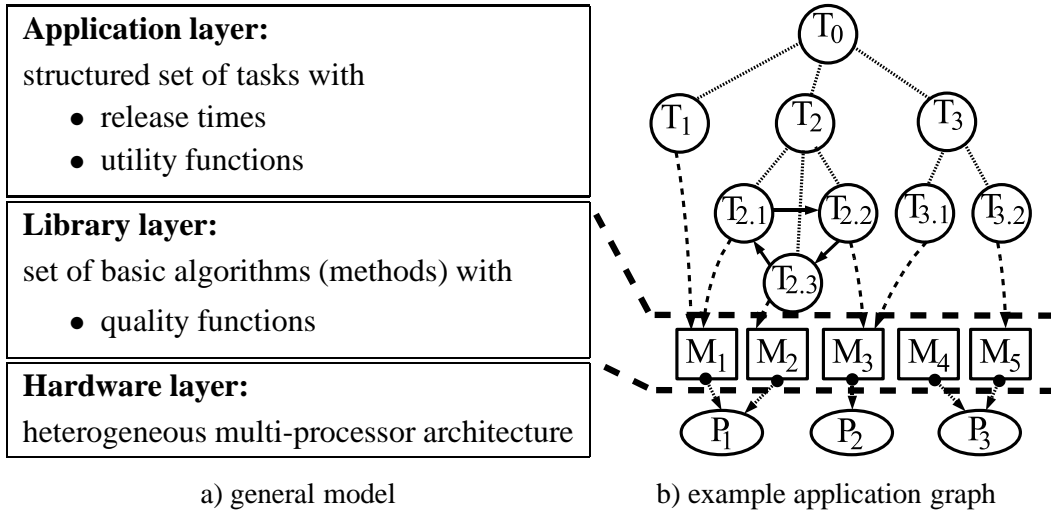 Application layer:
structured set of tasks with
• release times
• utility functions
Library layer:
set of basic algorithms (methods) with
• quality functions
Hardware layer:
heterogeneous multi-processor architecture
a) general model
T0
T1 T2 T3
T2.1 T2.2 T3.1 T3.2
T2.3
M1 M2 M3 M4 M5
P1 P2 P3
b) example application graph